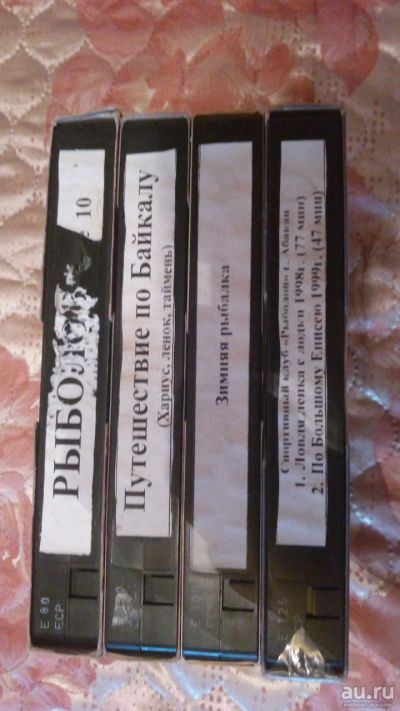 РЫБОЛОВ 10
E 80
ECP
Путешествие по Байкалу
(Хариус, ленок, таймень)
Зимняя рыбалка
Спортивный клуб «Рыболов» г. Абакан
1. Ловля ленка с лодки 1998г. (77 мин)
2. По Большому Енисею 1999г. (47 мин)
au.ru